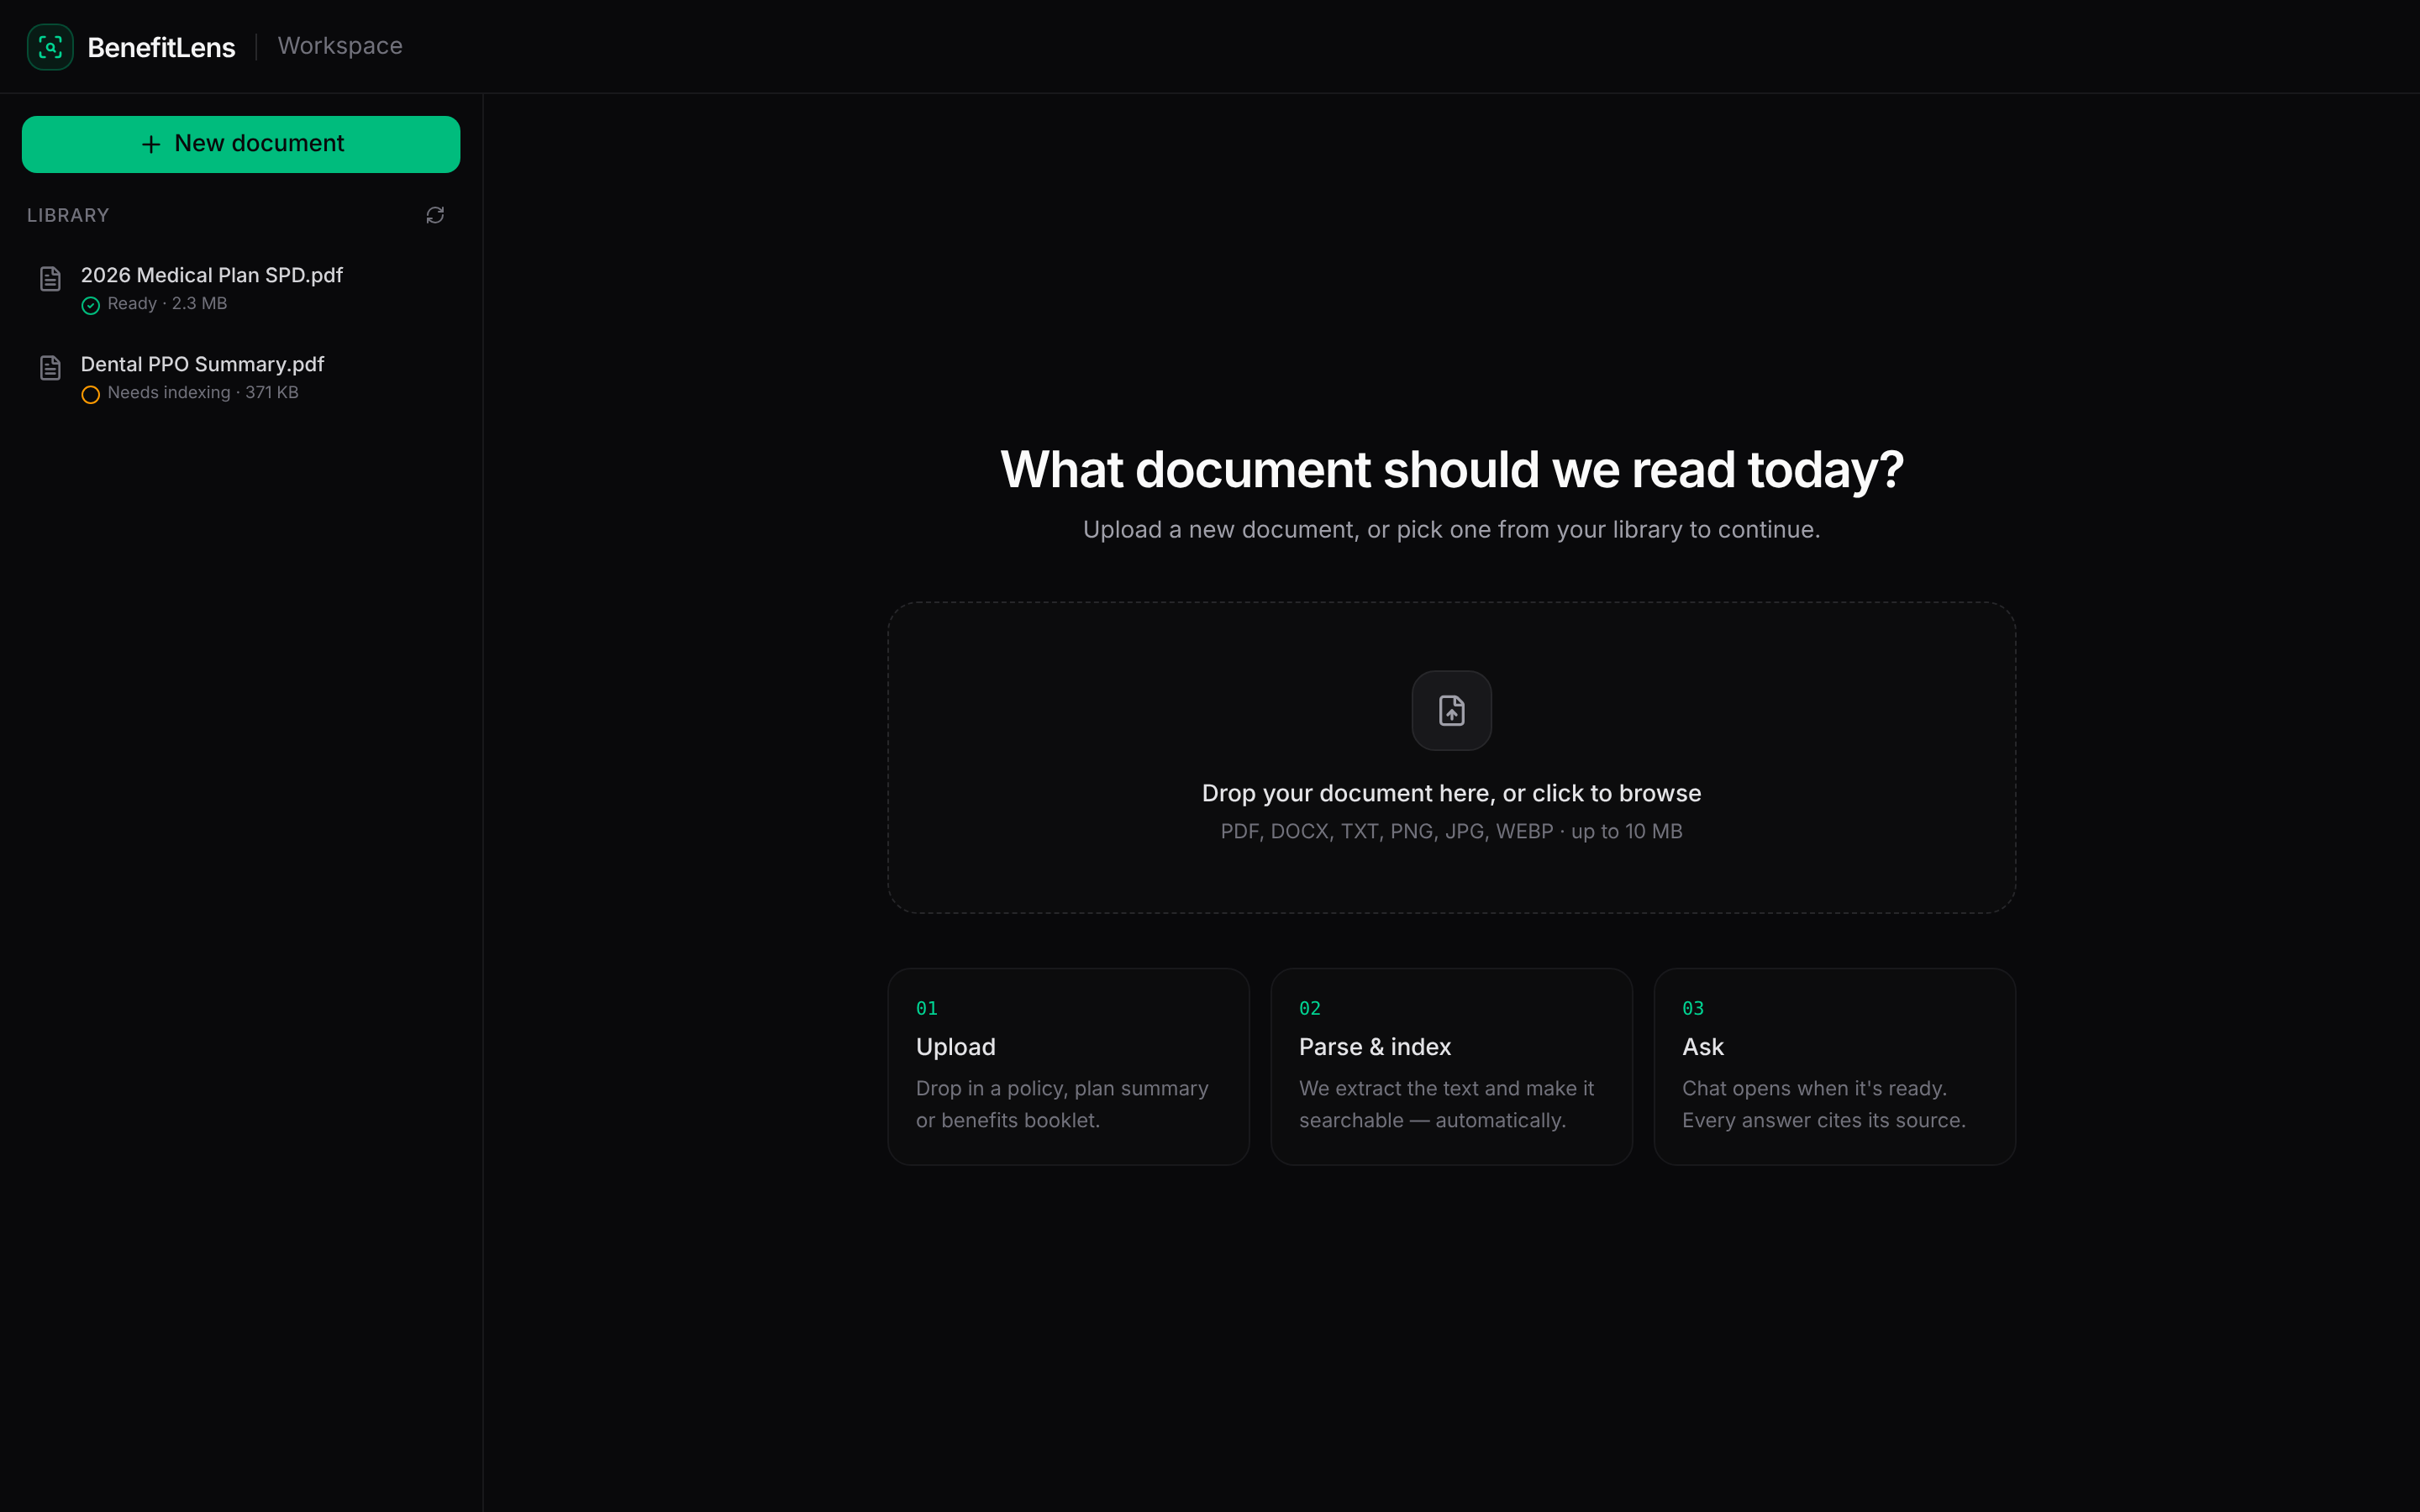 BenefitLens
Workspace
New document
LIBRARY
2026 Medical Plan SPD.pdf
Ready · 2.3 MB
Dental PPO Summary.pdf
Needs indexing · 371 KB
What document should we read today?
Upload a new document, or pick one from your library to continue.
Drop your document here, or click to browse
PDF, DOCX, TXT, PNG, JPG, WEBP · up to 10 MB
01
Upload
Drop in a policy, plan summary
or benefits booklet.
02
Parse & index
We extract the text and make it
searchable — automatically.
03
Ask
Chat opens when it's ready.
Every answer cites its source.